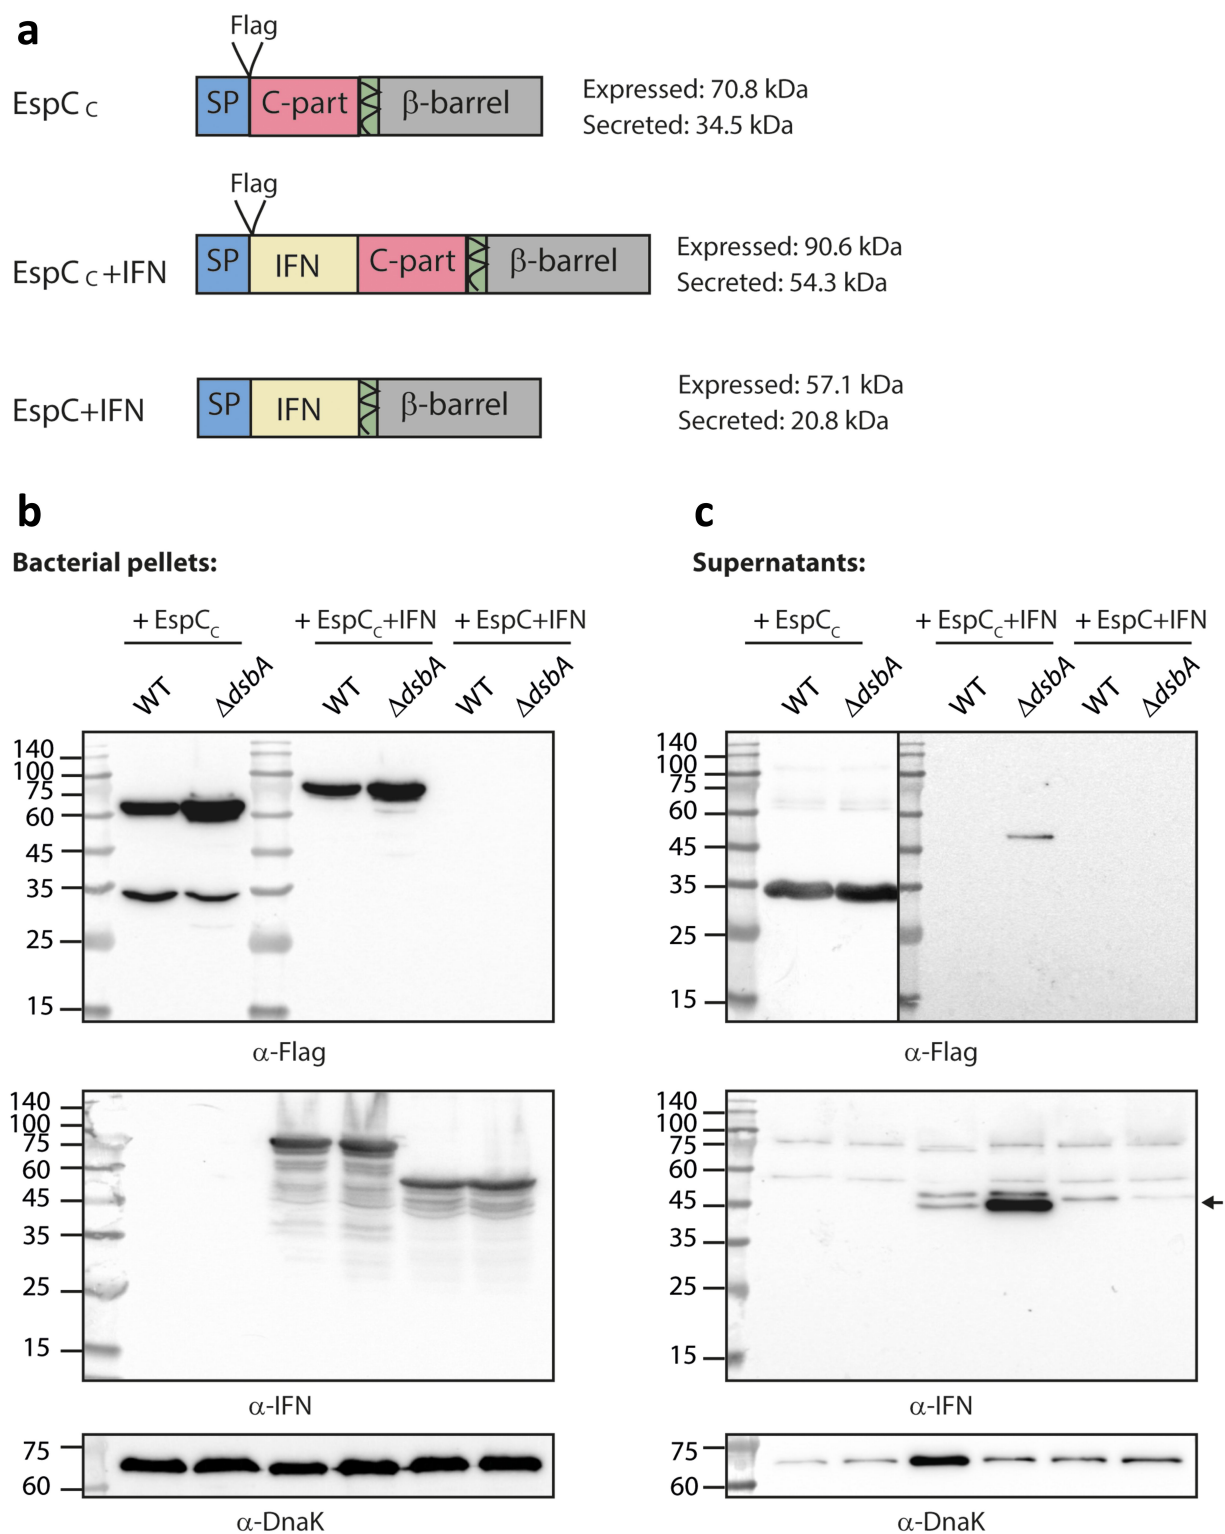 a
Flag
EspC C
SP
C-part
β-barrel
Expressed: 70.8 kDa
Secreted: 34.5 kDa
Flag
EspC C+IFN
SP
IFN
C-part
β-barrel
Expressed: 90.6 kDa
Secreted: 54.3 kDa
EspC+IFN
SP
IFN
β-barrel
Expressed: 57.1 kDa
Secreted: 20.8 kDa
b
Bacterial pellets:
+ EspCC + EspCC+IFN + EspC+IFN
WT ΔdsbA WT ΔdsbA WT ΔdsbA
140
100
75
60
45
35
25
15
α-Flag
140
100
75
60
45
35
25
15
α-IFN
75
60
α-DnaK
c
Supernatants:
+ EspCC + EspCC+IFN + EspC+IFN
WT ΔdsbA WT ΔdsbA WT ΔdsbA
140
100
75
60
45
35
25
15
α-Flag
140
100
75
60
45
35
25
15
α-IFN
75
60
α-DnaK